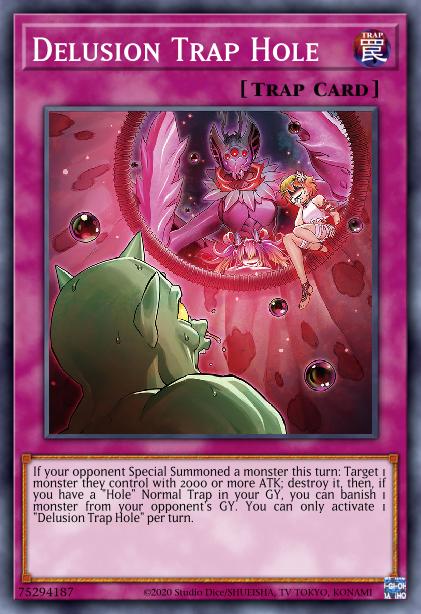 DELUSION TRAP HOLE
TRAP
罠
[TRAP CARD]
If your opponent Special Summoned a monster this turn: Target 1
monster they control with 2000 or more ATK; destroy it, then, if
you have a "Hole" Normal Trap in your GY, you can banish 1
monster from your opponent's GY. You can only activate 1
"Delusion Trap Hole" per turn.
75294187
©2020 Studio Dice/SHUEISHA, TV TOKYO, KONAMI